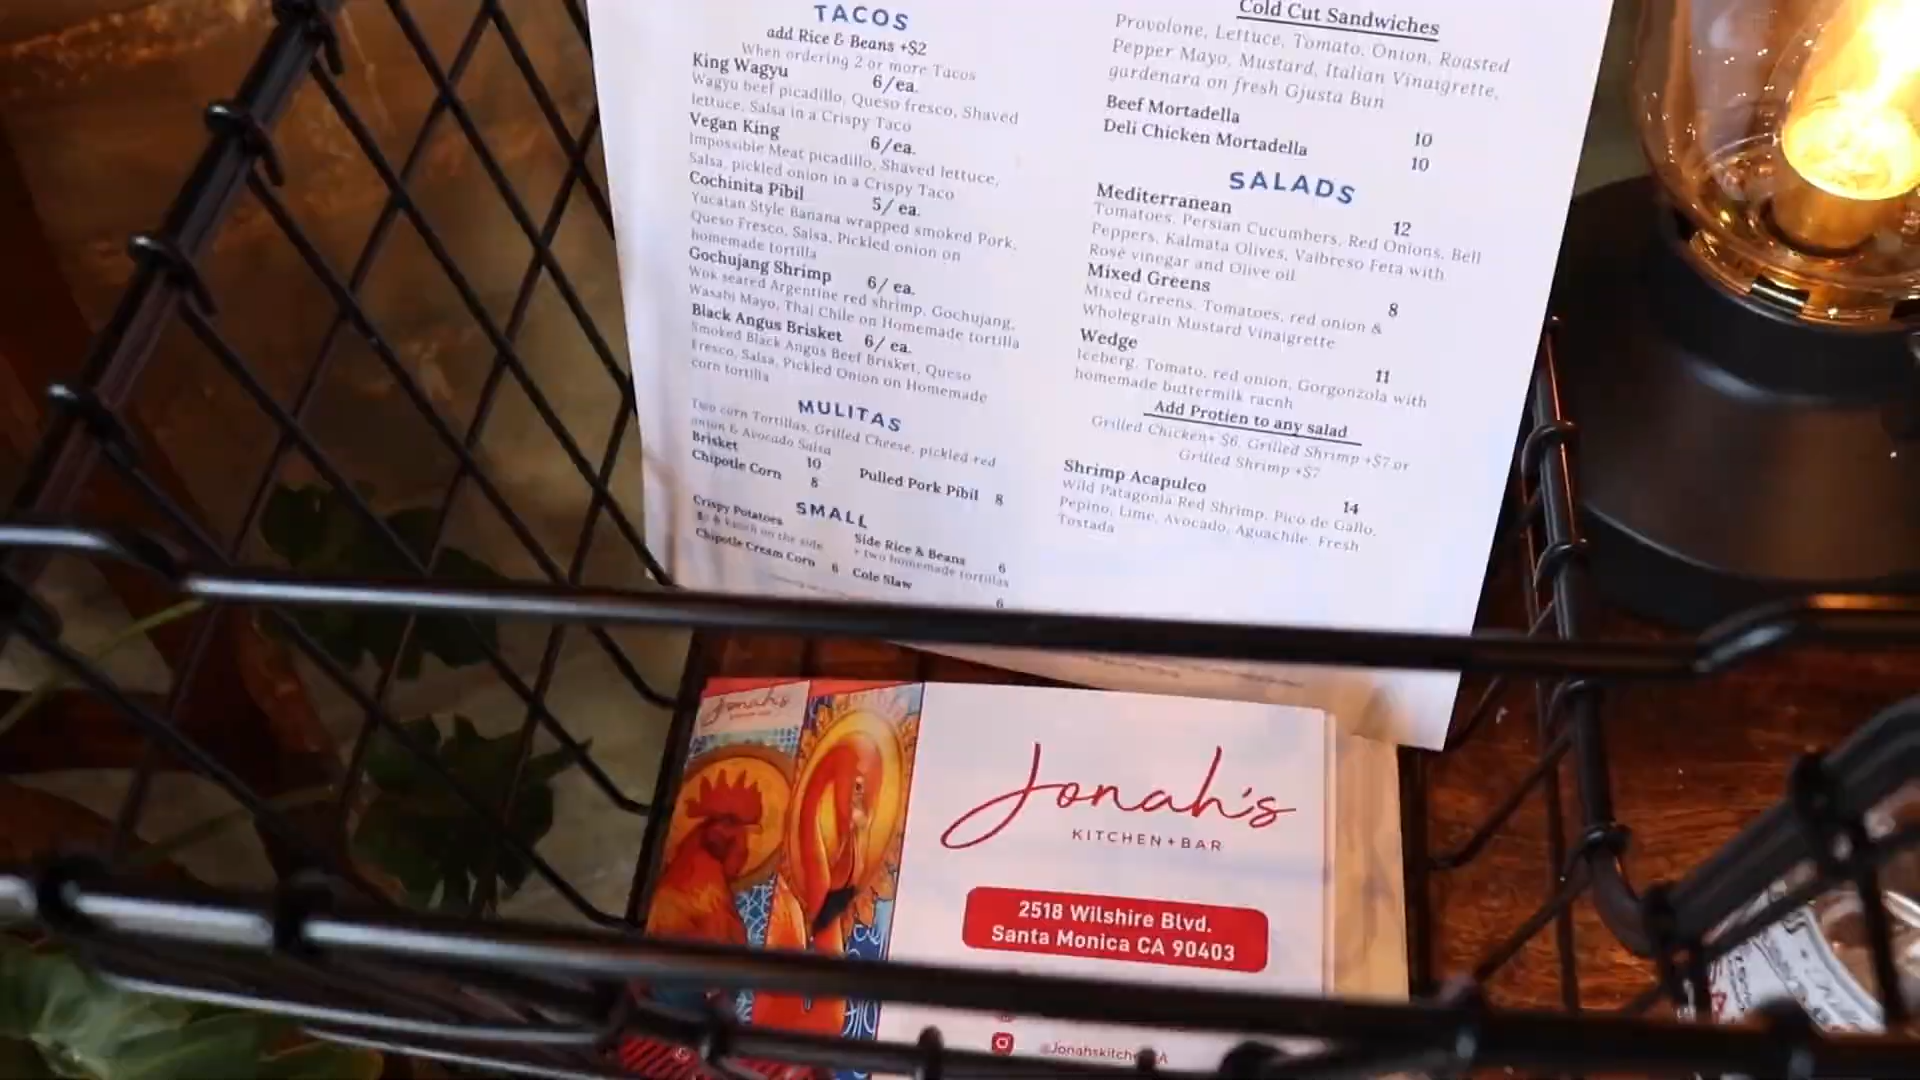 TACOS
add Rice & Beans +$2
When ordering 2 or more Tacos
King Wagyu 6/ea.
Wagyu beef picadillo, Queso fresco, Shaved
lettuce, Salsa in a Crispy Taco
Vegan King 6/ea.
Impossible Meat picadillo, Shaved lettuce,
Salsa, pickled onion in a Crispy Taco
Cochinita Pibil 5/ ea.
Yucatan Style Banana wrapped smoked Pork,
Queso Fresco, Salsa, Pickled onion on
homemade tortilla
Gochujang Shrimp 6/ ea.
Wok seared Argentine red shrimp, Gochujang,
Wasabi Mayo, Thai Chile on Homemade tortilla
Black Angus Brisket 6/ ea.
Smoked Black Angus Beef Brisket, Queso
Fresco, Salsa, Pickled Onion on Homemade
corn tortilla
MULITAS
Two corn Tortillas, Grilled Cheese, pickled red
onion & Avocado Salsa
Brisket 10
Chipotle Corn 8
Pulled Pork Pibil 8
SMALL
Crispy Potatoes
& Ranch on the side
Chipotle Cream Corn 6
Side Rice & Beans 6
+ two homemade tortillas
Cole Slaw 6
Cold Cut Sandwiches
Provolone, Lettuce, Tomato, Onion, Roasted
Pepper Mayo, Mustard, Italian Vinaigrette,
gardenara on fresh Gjusta Bun
Beef Mortadella 10
Deli Chicken Mortadella 10
SALADS
Mediterranean 12
Tomatoes, Persian Cucumbers, Red Onions, Bell
Peppers, Kalmata Olives, Valbreso Feta with
Rosé vinegar and Olive oil
Mixed Greens 8
Mixed Greens, Tomatoes, red onion &
Wholegrain Mustard Vinaigrette
Wedge 11
Iceberg, Tomato, red onion, Gorgonzola with
homemade buttermilk racnh
Add Protien to any salad
Grilled Chicken+ $6, Grilled Shrimp +$7 or
Grilled Shrimp +$7
Shrimp Acapulco 14
Wild Patagonia Red Shrimp, Pico de Gallo,
Pepino, Lime, Avocado, Aguachile, Fresh
Tostada
Jonah's
Jonah's
KITCHEN+BAR
2518 Wilshire Blvd.
Santa Monica CA 90403